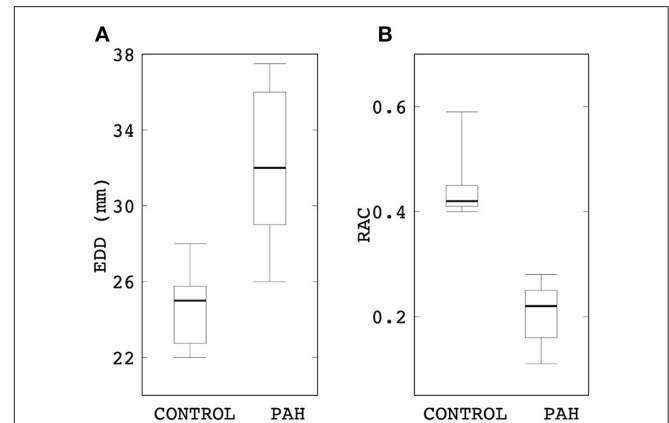 A
B
38
34
30
26
22
EDD (mm)
CONTROL PAH
0.6
0.4
0.2
RAC
CONTROL PAH